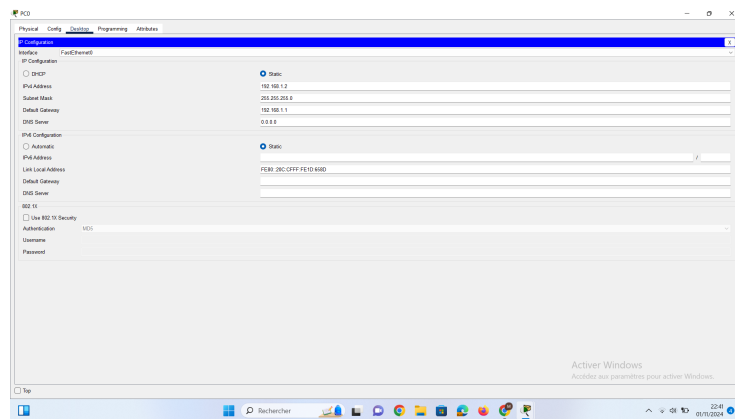 PC0
Physical Config Desktop Programming Attributes
IP Configuration X
Interface FastEthernet0
IP Configuration
DHCP Static
IPv4 Address 192.168.1.2
Subnet Mask 255.255.255.0
Default Gateway 192.168.1.1
DNS Server 0.0.0.0
IPv6 Configuration
Automatic Static
IPv6 Address /
Link Local Address FE80::20C:CFFF:FE1D:658D
Default Gateway
DNS Server
802.1X
Use 802.1X Security
Authentication MD5
Username
Password
Activer Windows
Accédez aux paramètres pour activer Windows.
Top
Rechercher
22:41
01/11/2024